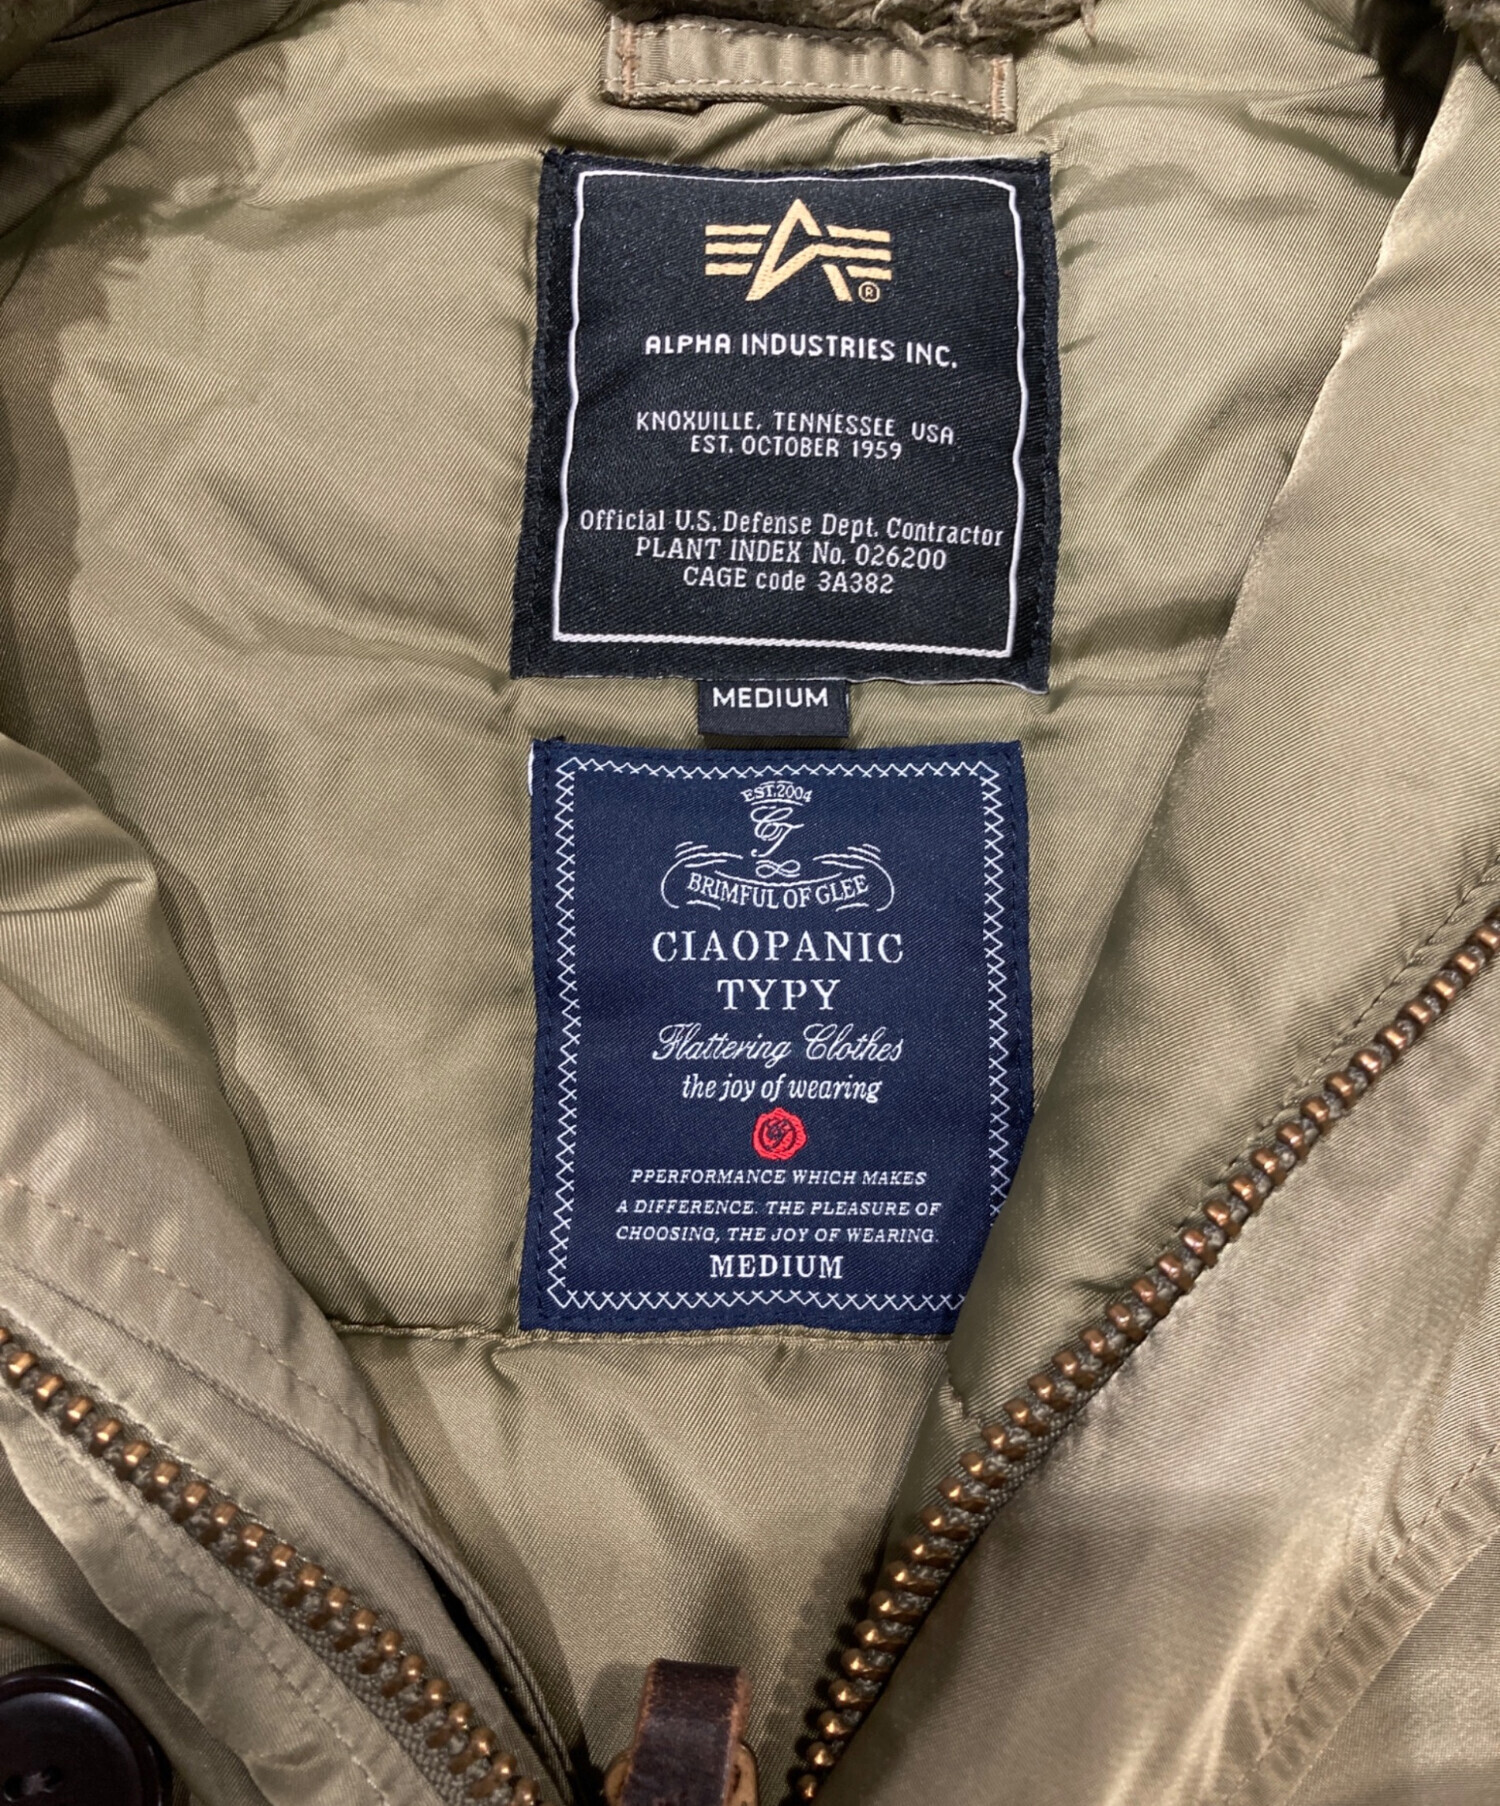 ®
ALPHA INDUSTRIES INC.
KNOXVILLE, TENNESSEE USA
EST. OCTOBER 1959
Official U.S. Defense Dept. Contractor
PLANT INDEX No. 026200
CAGE code 3A382
MEDIUM
EST.2004
CT
BRIMFUL OF GLEE
CIAOPANIC
TYPY
Flattering Clothes
the joy of wearing
PPERFORMANCE WHICH MAKES
A DIFFERENCE. THE PLEASURE OF
CHOOSING, THE JOY OF WEARING.
MEDIUM